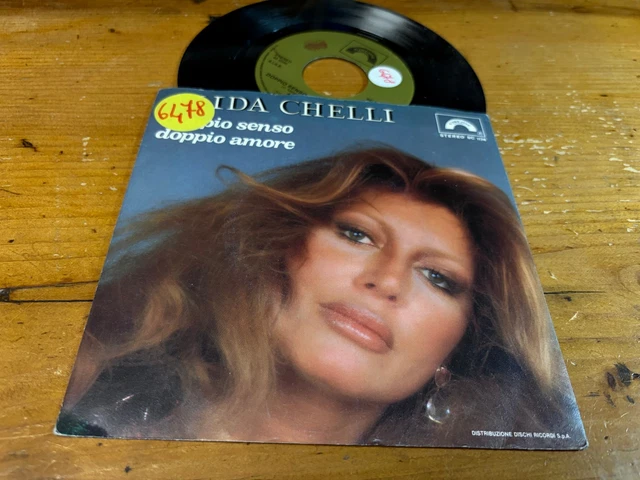 6478
IDA CHELLI
pio senso
doppio amore
STEREO
DISTRIBUZIONE DISCHI RICORDI S.p.A.